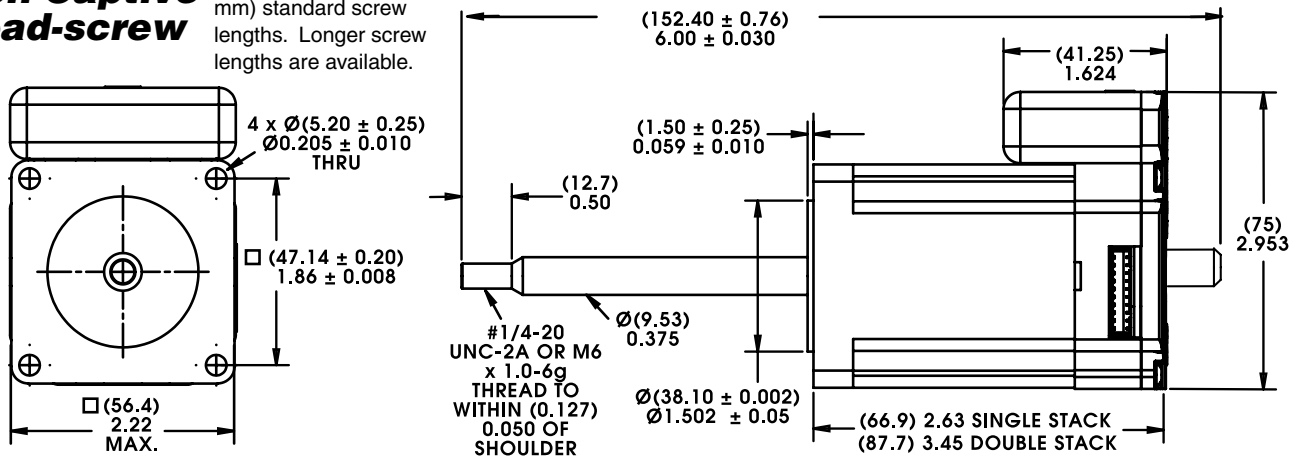 mm) standard screw
lengths. Longer screw
lengths are available.
4 x Ø(5.20 ± 0.25)
Ø0.205 ± 0.010
THRU
□ (47.14 ± 0.20)
1.86 ± 0.008
□ (56.4)
2.22
MAX.
(152.40 ± 0.76)
6.00 ± 0.030
(41.25)
1.624
(1.50 ± 0.25)
0.059 ± 0.010
(12.7)
0.50
(75)
2.953
#1/4-20
UNC-2A OR M6
x 1.0-6g
THREAD TO
WITHIN (0.127)
0.050 OF
SHOULDER
Ø(9.53)
0.375
Ø(38.10 ± 0.002)
Ø1.502 ± 0.05
(66.9) 2.63 SINGLE STACK
(87.7) 3.45 DOUBLE STACK